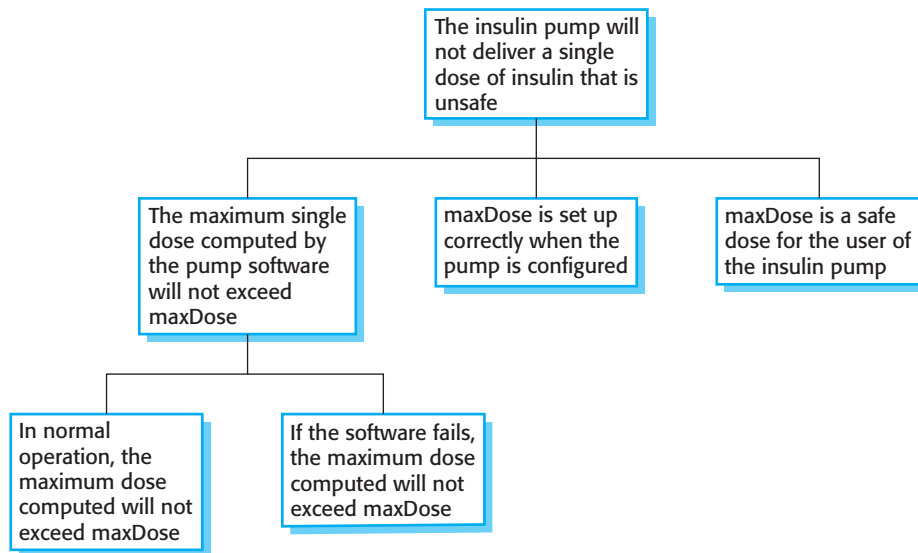 The insulin pump will
not deliver a single
dose of insulin that is
unsafe
The maximum single
dose computed by
the pump software
will not exceed
maxDose
maxDose is set up
correctly when the
pump is configured
maxDose is a safe
dose for the user of
the insulin pump
In normal
operation, the
maximum dose
computed will not
exceed maxDose
If the software fails,
the maximum dose
computed will not
exceed maxDose